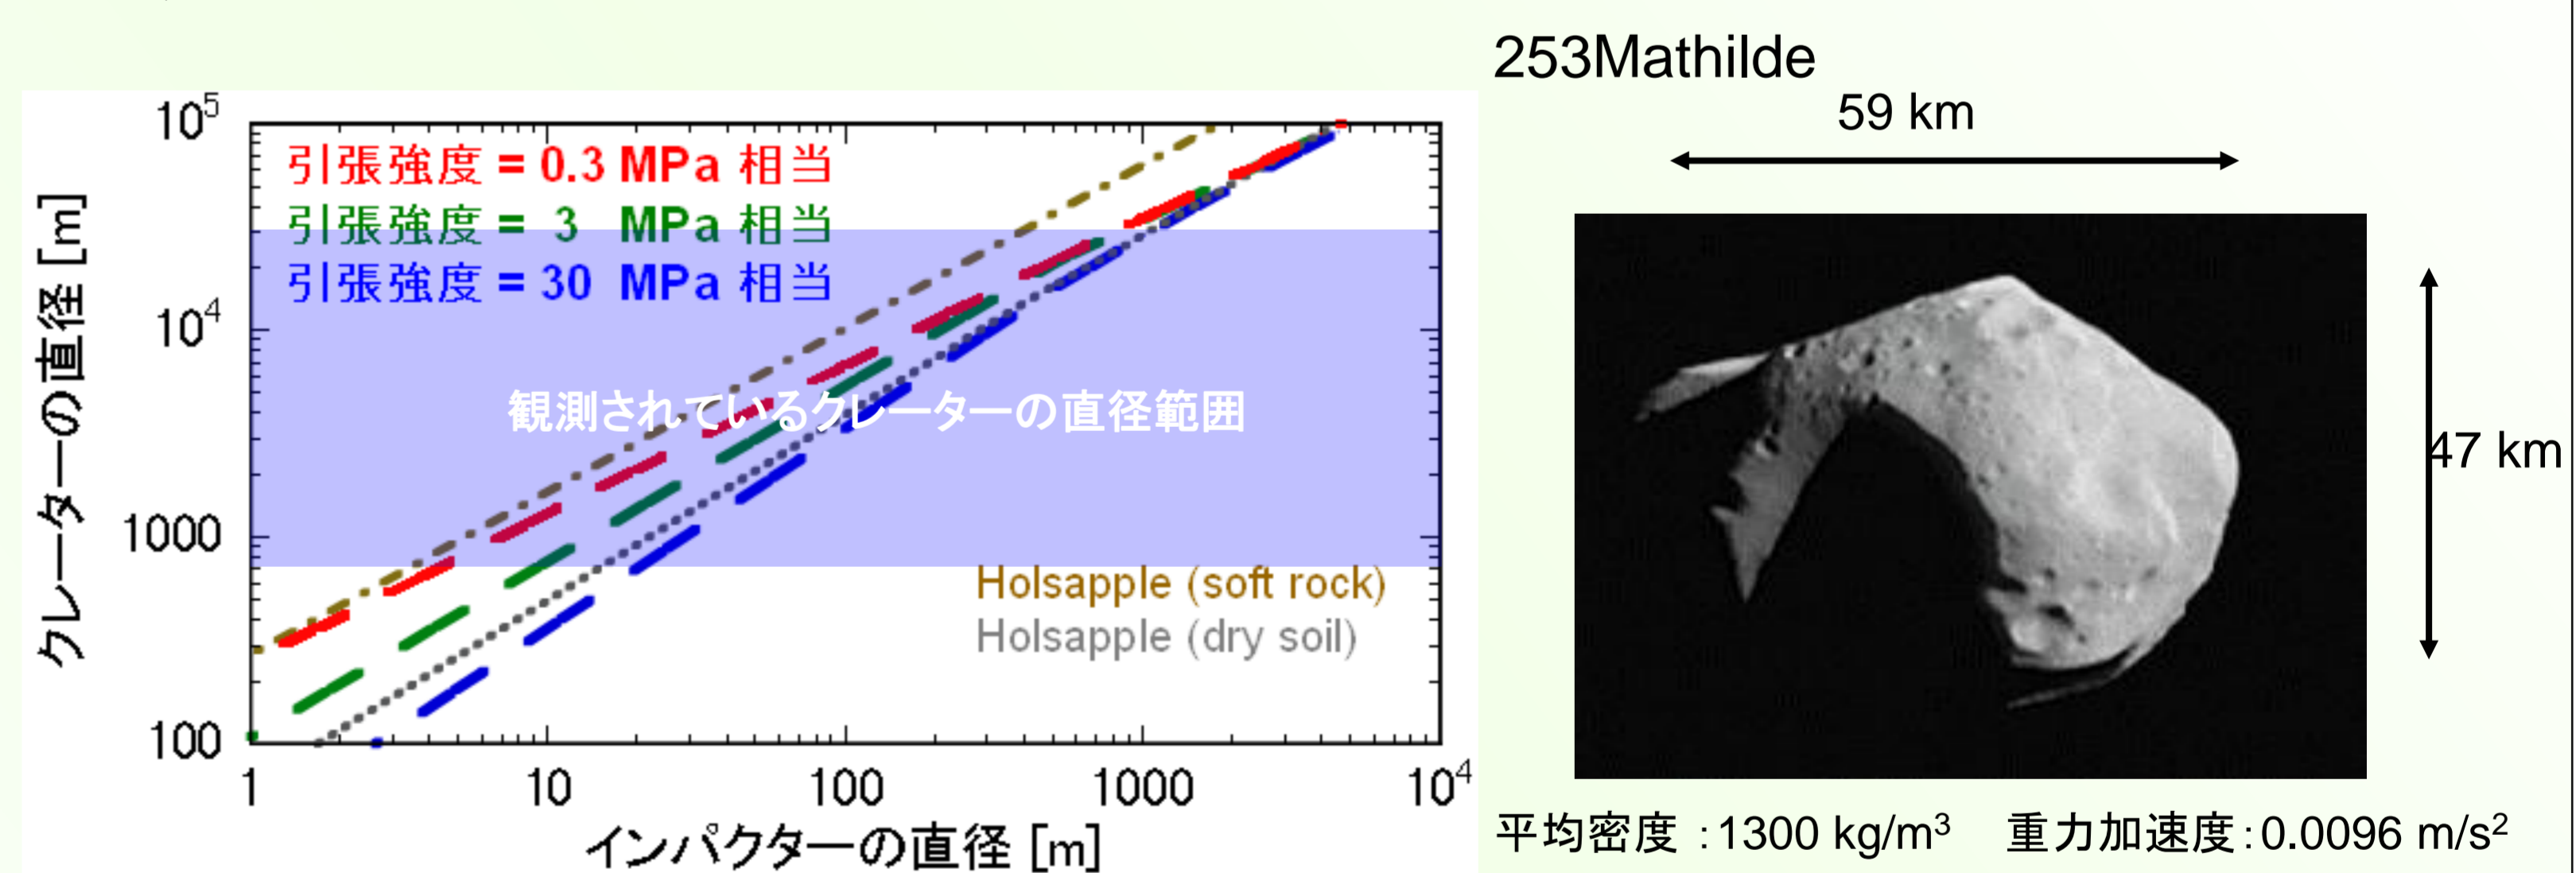 253Mathilde
59 km
47 km
10⁵
10⁴
1000
100
クレーターの直径 [m]
引張強度 = 0.3 MPa 相当
引張強度 = 3 MPa 相当
引張強度 = 30 MPa 相当
観測されているクレーターの直径範囲
Holsapple (soft rock)
Holsapple (dry soil)
1 10 100 1000 10⁴
インパクターの直径 [m]
平均密度 : 1300 kg/m³ 重力加速度 : 0.0096 m/s²